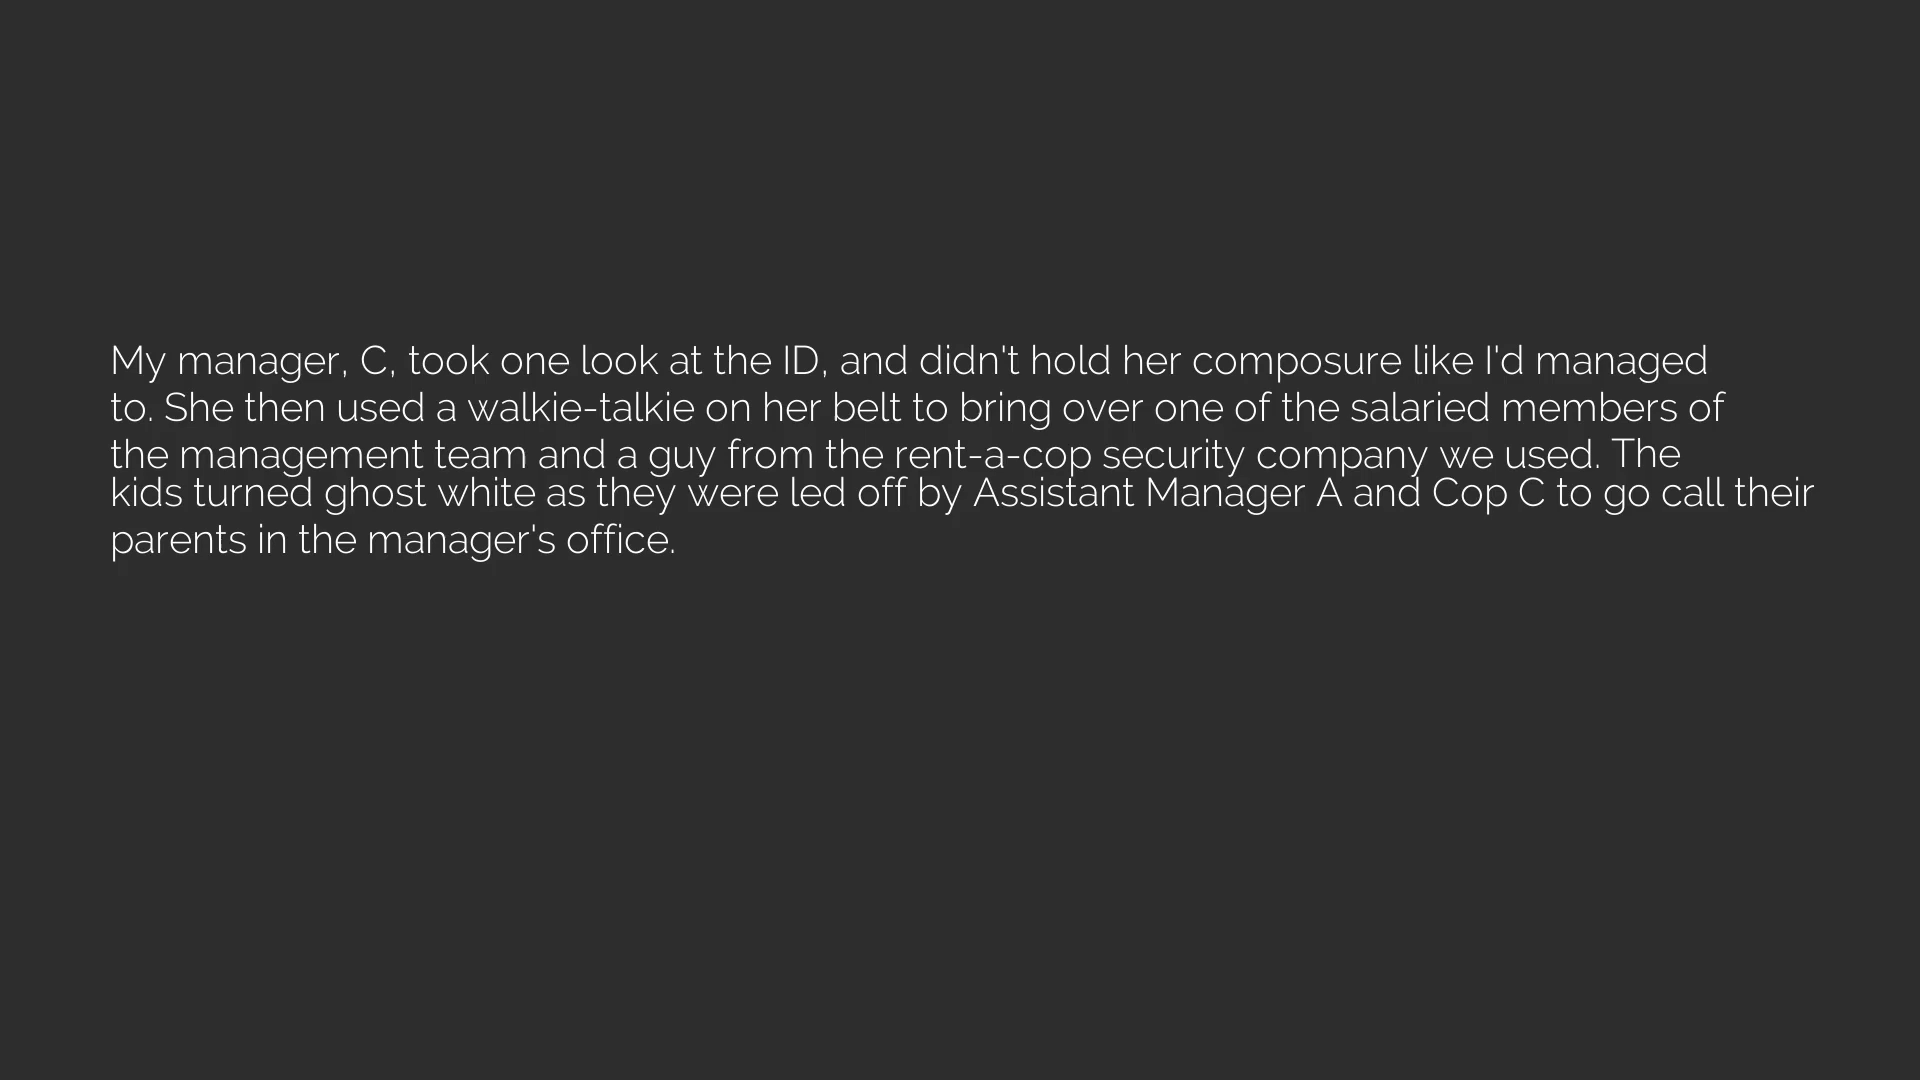 My manager, C, took one look at the ID, and didn't hold her composure like I'd managed
to. She then used a walkie-talkie on her belt to bring over one of the salaried members of
the management team and a guy from the rent-a-cop security company we used. The
kids turned ghost white as they were led off by Assistant Manager A and Cop C to go call their
parents in the manager's office.